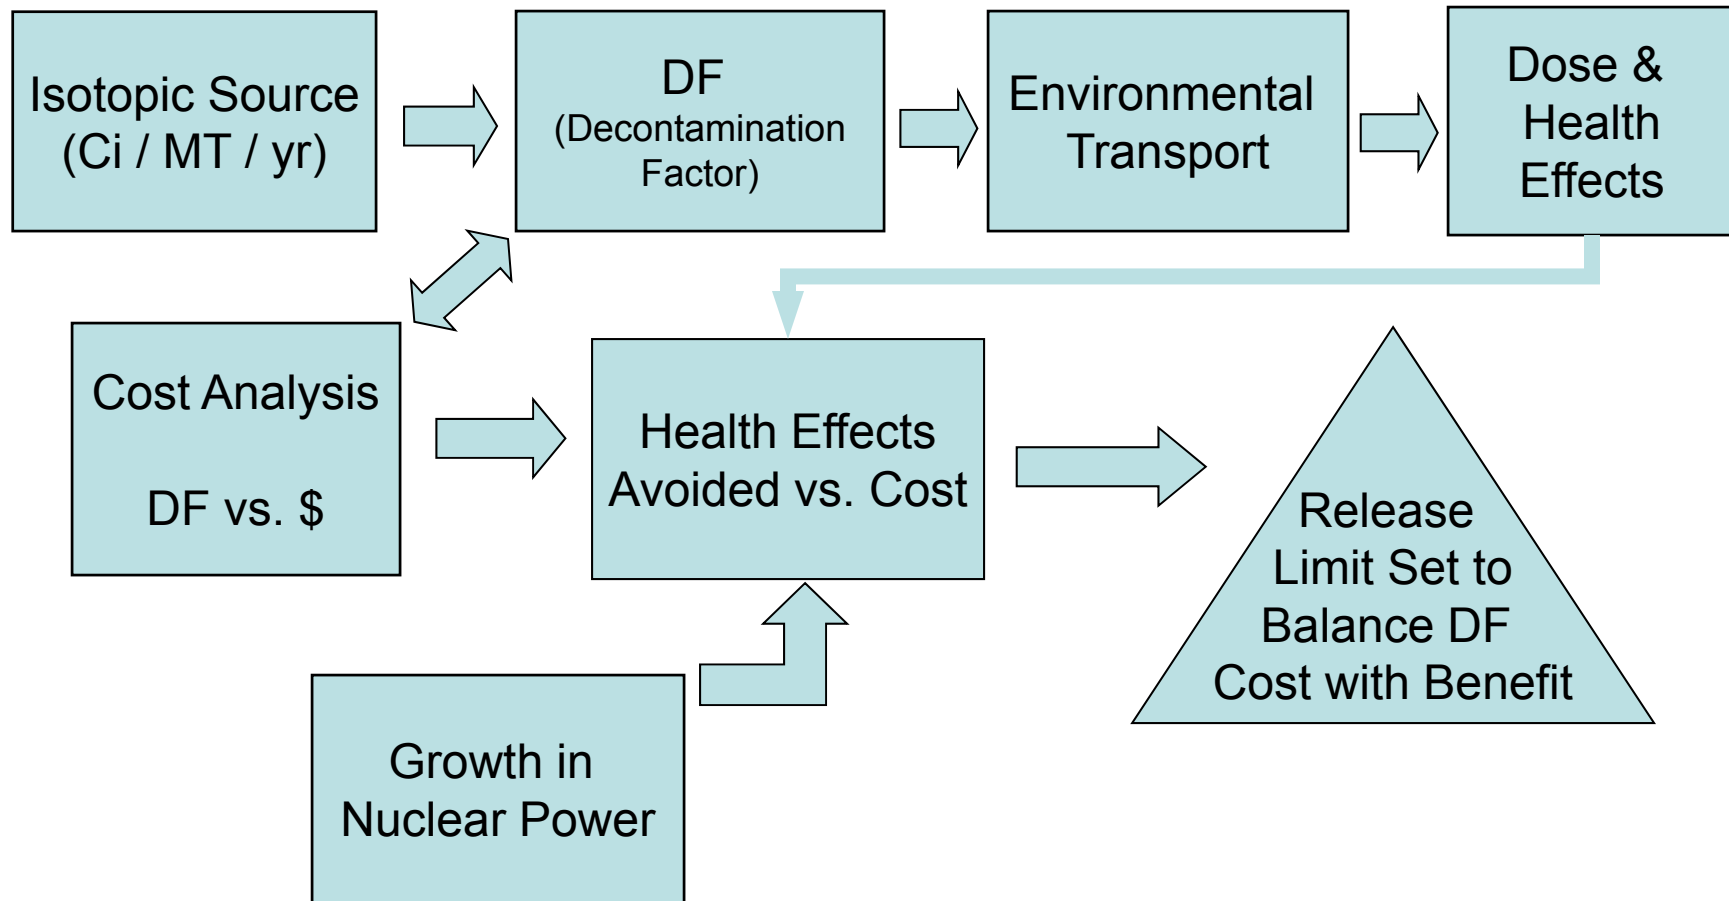 Isotopic Source
(Ci / MT / yr)
DF
(Decontamination
Factor)
Environmental
Transport
Dose &
Health
Effects
Cost Analysis
DF vs. $
Health Effects
Avoided vs. Cost
Release
Limit Set to
Balance DF
Cost with Benefit
Growth in
Nuclear Power